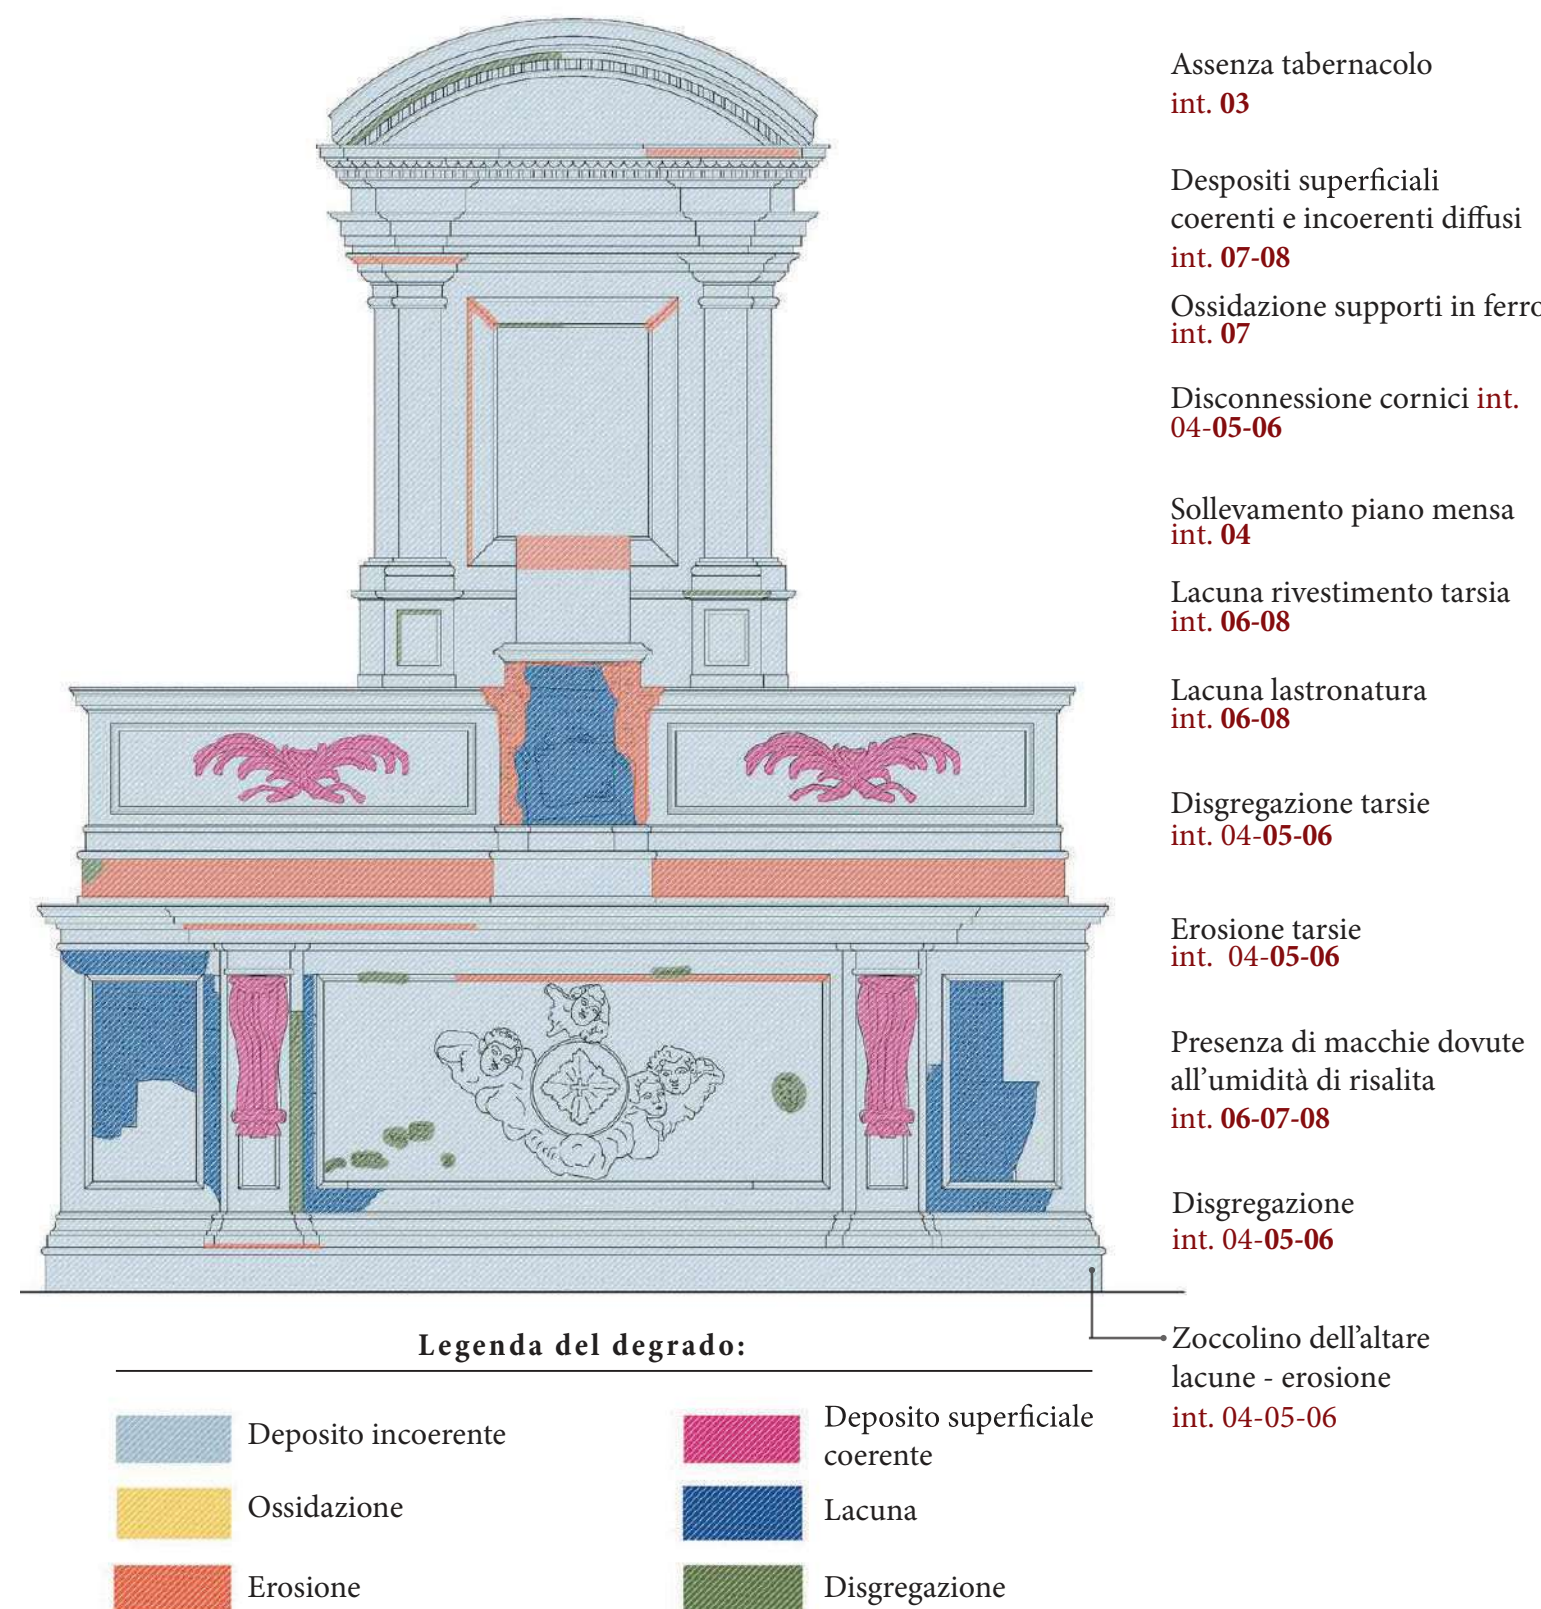 Assenza tabernacolo
int. 03
Despositi superficiali
coerenti e incoerenti diffusi
int. 07-08
Ossidazione supporti in ferro
int. 07
Disconnessione cornici int.
04-05-06
Sollevamento piano mensa
int. 04
Lacuna rivestimento tarsia
int. 06-08
Lacuna lastronatura
int. 06-08
Disgregazione tarsie
int. 04-05-06
Erosione tarsie
int. 04-05-06
Presenza di macchie dovute
all'umidità di risalita
int. 06-07-08
Disgregazione
int. 04-05-06
Zoccolino dell'altare
lacune - erosione
int. 04-05-06
Legenda del degrado:
Deposito incoerente
Ossidazione
Erosione
Deposito superficiale
coerente
Lacuna
Disgregazione